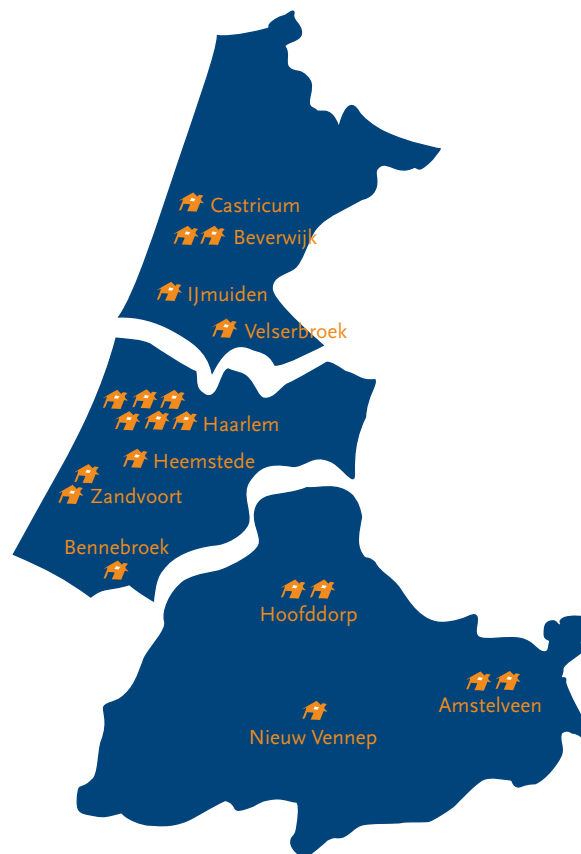 Castricum
Beverwijk
IJmuiden
Velserbroek
Haarlem
Heemstede
Zandvoort
Bennebroek
Hoofddorp
Amstelveen
Nieuw Vennep